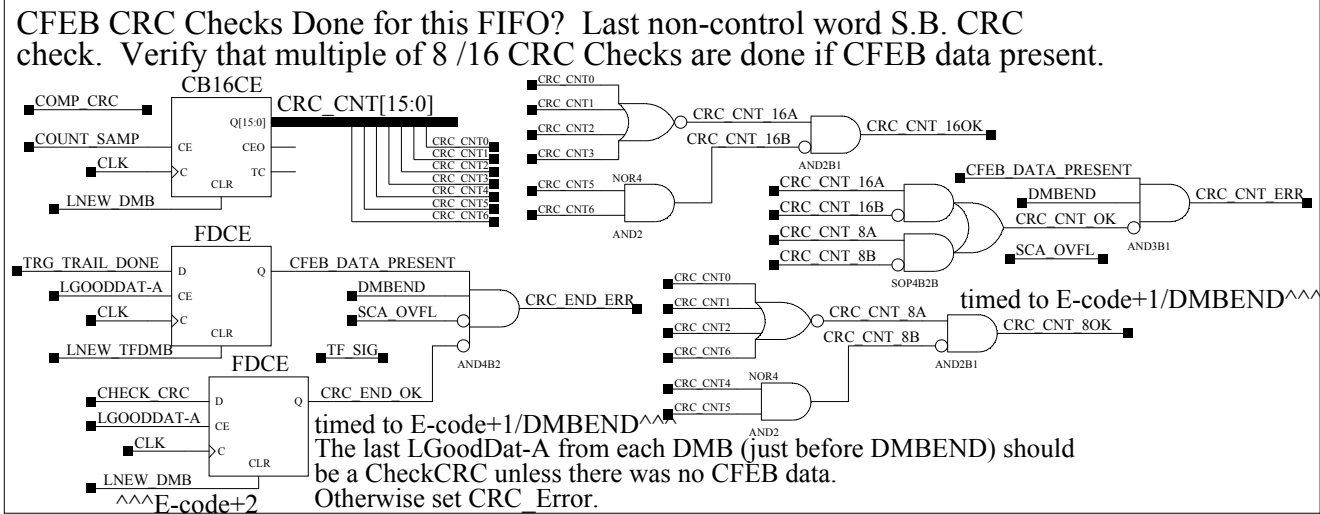 CFEB CRC Checks Done for this FIFO?  Last non-control word S.B. CRC
check.  Verify that multiple of 8 /16 CRC Checks are done if CFEB data present.
CB16CE
COMP_CRC
CRC_CNT[15:0]
Q[15:0]
COUNT_SAMP
CE
CEO
CLK
C
TC
CLR
LNEW_DMB
CRC_CNT0
CRC_CNT1
CRC_CNT2
CRC_CNT3
CRC_CNT4
CRC_CNT5
CRC_CNT6
CRC_CNT0
CRC_CNT1
CRC_CNT2
CRC_CNT3
NOR4
CRC_CNT5
CRC_CNT6
AND2
CRC_CNT_16A
CRC_CNT_16B
AND2B1
CRC_CNT_16OK
CFEB_DATA_PRESENT
CRC_CNT_16A
CRC_CNT_16B
CRC_CNT_8A
CRC_CNT_8B
SOP4B2B
DMBEND
CRC_CNT_OK
AND3B1
CRC_CNT_ERR
SCA_OVFL
timed to E-code+1/DMBEND^^^
FDCE
TRG_TRAIL_DONE
D
Q
CFEB_DATA_PRESENT
LGOODDAT-A
CE
CLK
C
CLR
LNEW_TFDMB
DMBEND
SCA_OVFL
CRC_END_ERR
AND4B2
TF_SIG
CRC_CNT0
CRC_CNT1
CRC_CNT2
CRC_CNT6
NOR4
CRC_CNT4
CRC_CNT5
AND2
CRC_CNT_8A
CRC_CNT_8B
AND2B1
CRC_CNT_8OK
FDCE
CHECK_CRC
D
Q
CRC_END_OK
LGOODDAT-A
CE
CLK
C
CLR
LNEW_DMB
^^^E-code+2
timed to E-code+1/DMBEND^^^
The last LGoodDat-A from each DMB (just before DMBEND) should
be a CheckCRC unless there was no CFEB data.
Otherwise set CRC_Error.